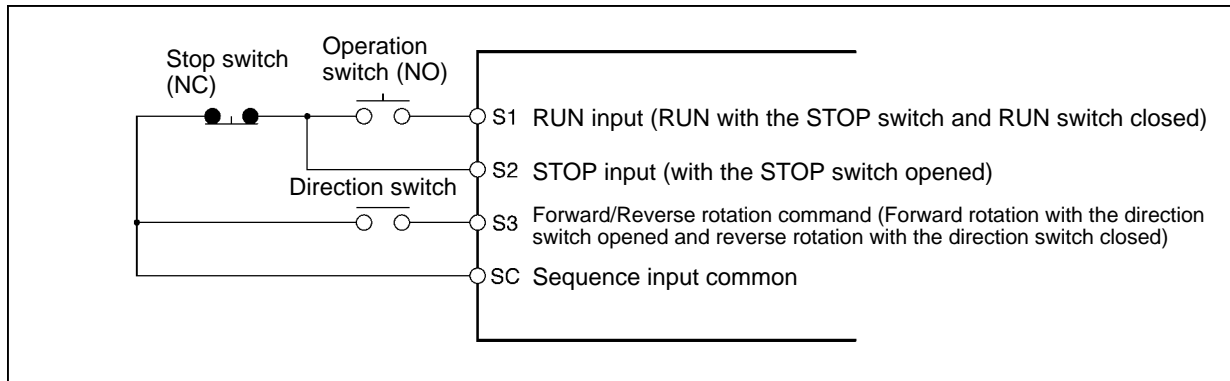 Stop switch
(NC)
Operation
switch (NO)
S1 RUN input (RUN with the STOP switch and RUN switch closed)
S2 STOP input (with the STOP switch opened)
Direction switch
S3 Forward/Reverse rotation command (Forward rotation with the direction
switch opened and reverse rotation with the direction switch closed)
SC Sequence input common